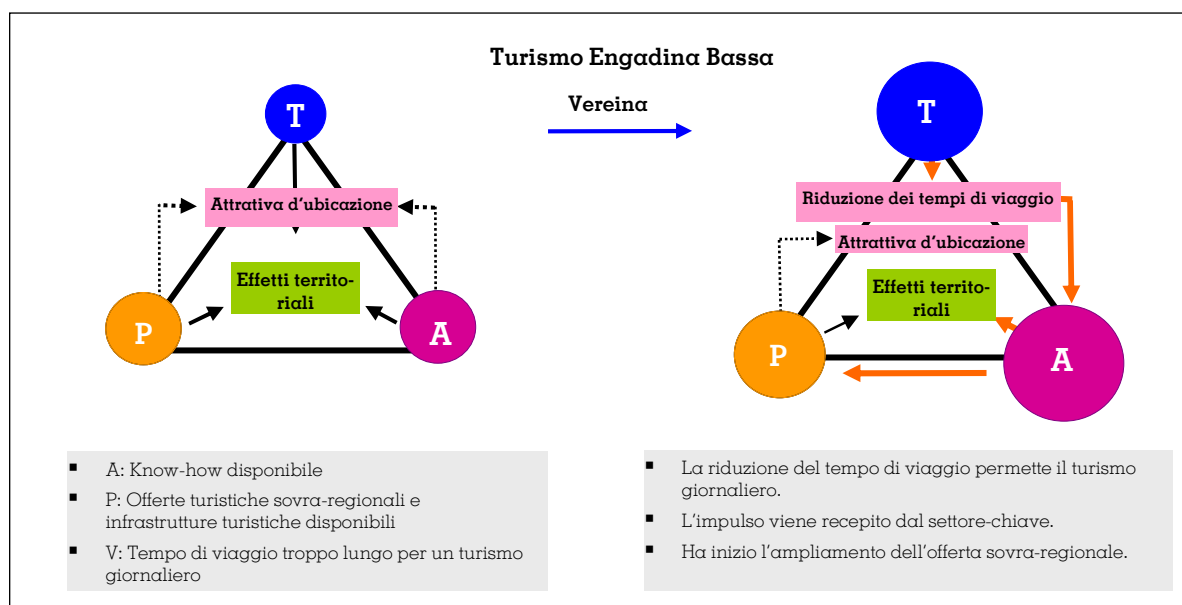 Turismo Engadina Bassa
Vereina
T
Attrativa d'ubicazione
Effetti territo-
riali
P
A
T
Riduzione dei tempi di viaggio
Attrattiva d'ubicazione
Effetti territo-
riali
P
A
▪ A: Know-how disponibile
▪ P: Offerte turistiche sovra-regionali e
infrastrutture turistiche disponibili
▪ V: Tempo di viaggio troppo lungo per un turismo
giornaliero
▪ La riduzione del tempo di viaggio permette il turismo
giornaliero.
▪ L'impulso viene recepito dal settore-chiave.
▪ Ha inizio l'ampliamento dell'offerta sovra-regionale.